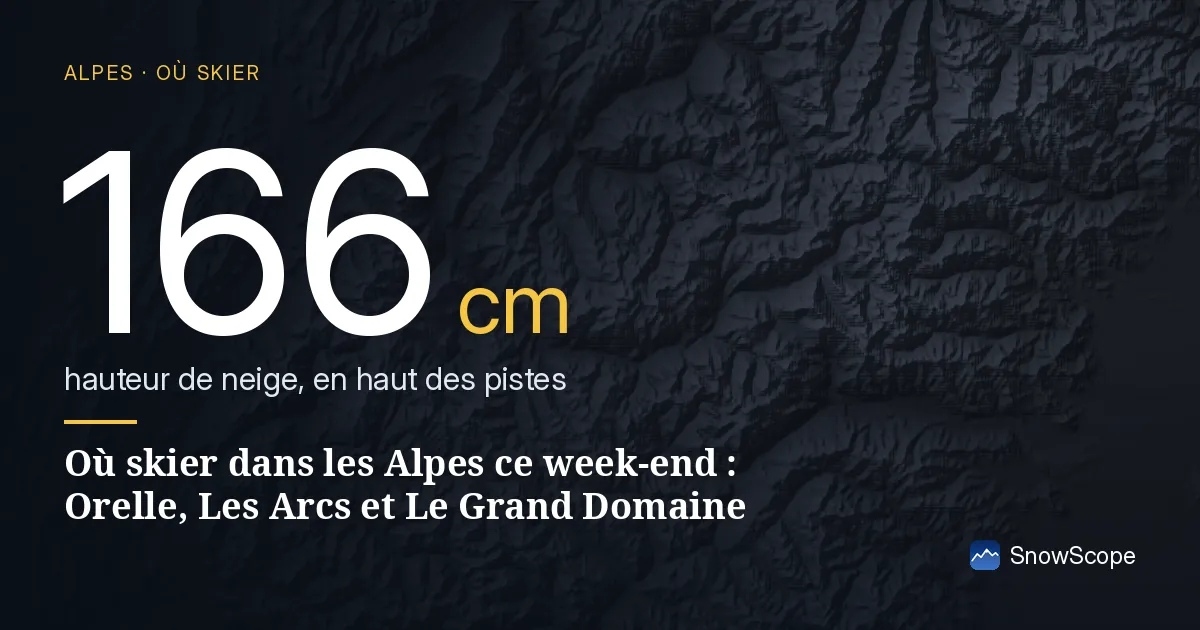 ALPES · OÙ SKIER
166 cm
hauteur de neige, en haut des pistes
Où skier dans les Alpes ce week-end :
Orelle, Les Arcs et Le Grand Domaine
SnowScope